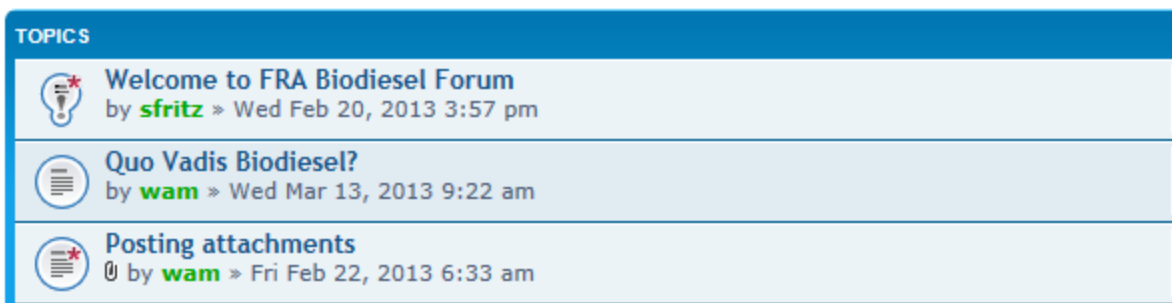 TOPICS
Welcome to FRA Biodiesel Forum
by sfritz » Wed Feb 20, 2013 3:57 pm
Quo Vadis Biodiesel?
by wam » Wed Mar 13, 2013 9:22 am
Posting attachments
by wam » Fri Feb 22, 2013 6:33 am